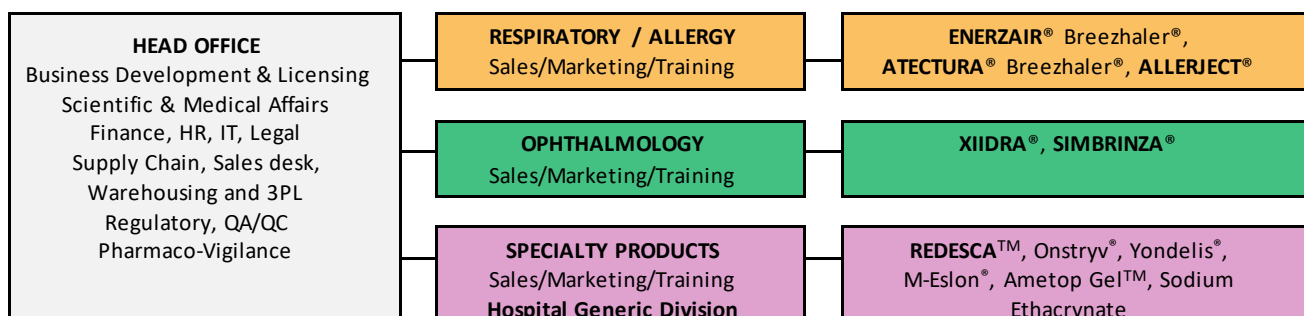 HEAD OFFICE
Business Development & Licensing
Scientific & Medical Affairs
Finance, HR, IT, Legal
Supply Chain, Sales desk,
Warehousing and 3PL
Regulatory, QA/QC
Pharmaco-Vigilance
RESPIRATORY / ALLERGY
Sales/Marketing/Training
ENERZAIR® Breezhaler®,
ATECTURA® Breezhaler®, ALLERJECT®
OPHTHALMOLOGY
Sales/Marketing/Training
XIIDRA®, SIMBRINZA®
SPECIALTY PRODUCTS
Sales/Marketing/Training
Hospital Generic Division
REDESCA™, Onstryv®, Yondelis®,
M-Eslon®, Ametop Gel™, Sodium
Ethacrynate